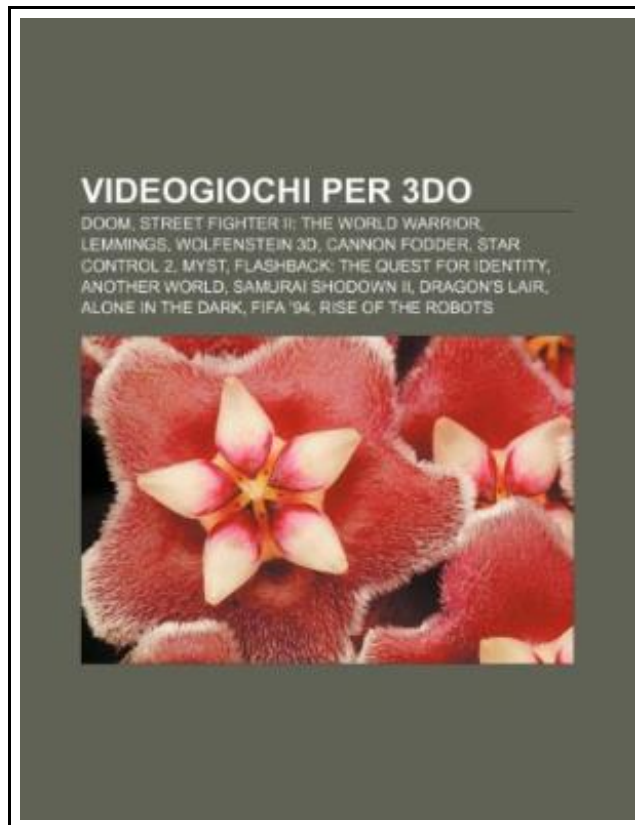 VIDEOGIOCHI PER 3DO
DOOM, STREET FIGHTER II: THE WORLD WARRIOR,
LEMMINGS, WOLFENSTEIN 3D, CANNON FODDER, STAR
CONTROL 2, MYST, FLASHBACK: THE QUEST FOR IDENTITY,
ANOTHER WORLD, SAMURAI SHODOWN II, DRAGON'S LAIR,
ALONE IN THE DARK, FIFA '94, RISE OF THE ROBOTS